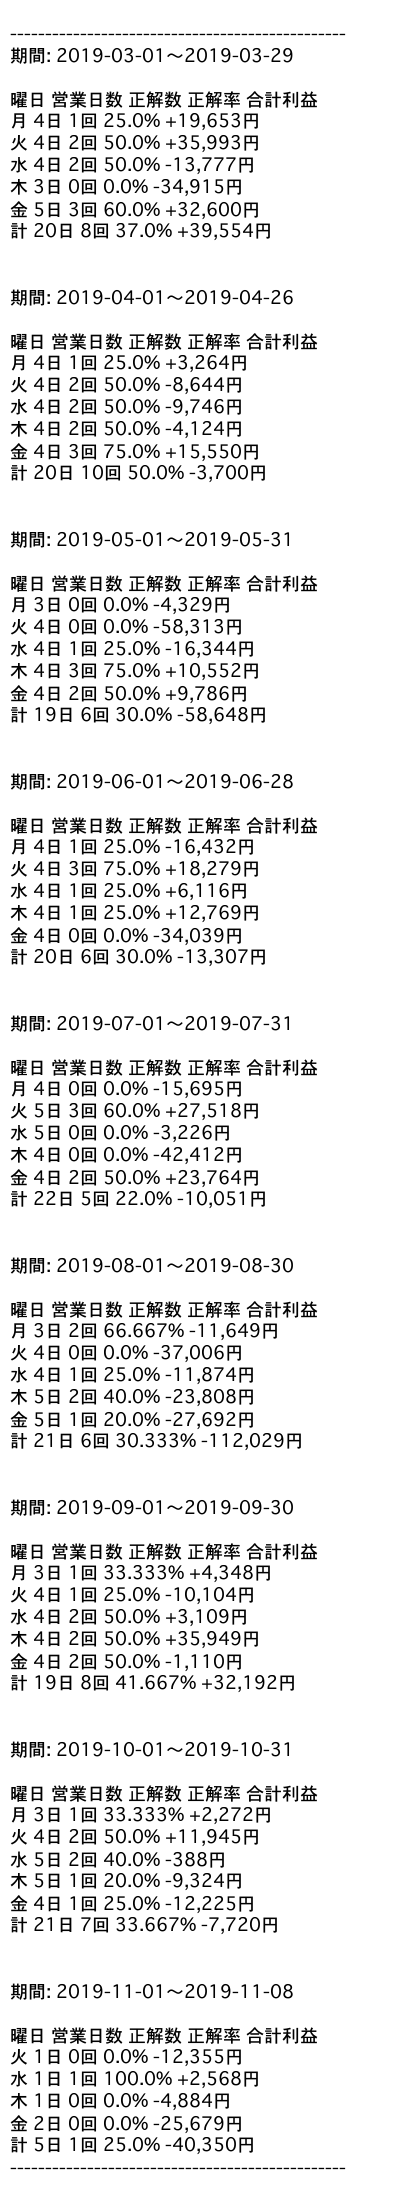 ------------------------------------------------
期間: 2019-03-01～2019-03-29
曜日 営業日数 正解数 正解率 合計利益
月 4日 1回 25.0% +19,653円
火 4日 2回 50.0% +35,993円
水 4日 2回 50.0% -13,777円
木 3日 0回 0.0% -34,915円
金 5日 3回 60.0% +32,600円
計 20日 8回 37.0% +39,554円
期間: 2019-04-01～2019-04-26
曜日 営業日数 正解数 正解率 合計利益
月 4日 1回 25.0% +3,264円
火 4日 2回 50.0% -8,644円
水 4日 2回 50.0% -9,746円
木 4日 2回 50.0% -4,124円
金 4日 3回 75.0% +15,550円
計 20日 10回 50.0% -3,700円
期間: 2019-05-01～2019-05-31
曜日 営業日数 正解数 正解率 合計利益
月 3日 0回 0.0% -4,329円
火 4日 0回 0.0% -58,313円
水 4日 1回 25.0% -16,344円
木 4日 3回 75.0% +10,552円
金 4日 2回 50.0% +9,786円
計 19日 6回 30.0% -58,648円
期間: 2019-06-01～2019-06-28
曜日 営業日数 正解数 正解率 合計利益
月 4日 1回 25.0% -16,432円
火 4日 3回 75.0% +18,279円
水 4日 1回 25.0% +6,116円
木 4日 1回 25.0% +12,769円
金 4日 0回 0.0% -34,039円
計 20日 6回 30.0% -13,307円
期間: 2019-07-01～2019-07-31
曜日 営業日数 正解数 正解率 合計利益
月 4日 0回 0.0% -15,695円
火 5日 3回 60.0% +27,518円
水 5日 0回 0.0% -3,226円
木 4日 0回 0.0% -42,412円
金 4日 2回 50.0% +23,764円
計 22日 5回 22.0% -10,051円
期間: 2019-08-01～2019-08-30
曜日 営業日数 正解数 正解率 合計利益
月 3日 2回 66.667% -11,649円
火 4日 0回 0.0% -37,006円
水 4日 1回 25.0% -11,874円
木 5日 2回 40.0% -23,808円
金 5日 1回 20.0% -27,692円
計 21日 6回 30.333% -112,029円
期間: 2019-09-01～2019-09-30
曜日 営業日数 正解数 正解率 合計利益
月 3日 1回 33.333% +4,348円
火 4日 1回 25.0% -10,104円
水 4日 2回 50.0% +3,109円
木 4日 2回 50.0% +35,949円
金 4日 2回 50.0% -1,110円
計 19日 8回 41.667% +32,192円
期間: 2019-10-01～2019-10-31
曜日 営業日数 正解数 正解率 合計利益
月 3日 1回 33.333% +2,272円
火 4日 2回 50.0% +11,945円
水 5日 2回 40.0% -388円
木 5日 1回 20.0% -9,324円
金 4日 1回 25.0% -12,225円
計 21日 7回 33.667% -7,720円
期間: 2019-11-01～2019-11-08
曜日 営業日数 正解数 正解率 合計利益
火 1日 0回 0.0% -12,355円
水 1日 1回 100.0% +2,568円
木 1日 0回 0.0% -4,884円
金 2日 0回 0.0% -25,679円
計 5日 1回 25.0% -40,350円
------------------------------------------------